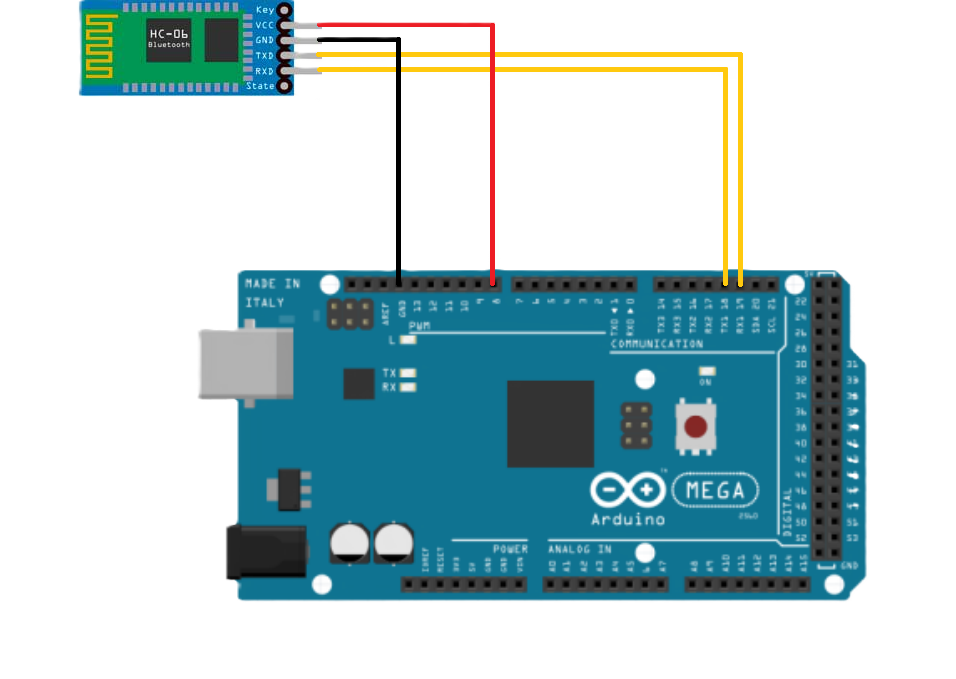 Key
VCC
HC-06
GND
Bluetooth
TXD
RXD
State
MADE IN
ITALY
AREF
GND
13
12
11
10
9
8
7
6
5
4
3
2
TX0 ◄ 1
RX0 ► 0
TX3 14
RX3 15
TX2 16
RX2 17
TX1 18
RX1 19
SDA 20
SCL 21
PWM
COMMUNICATION
L
TX
RX
ON
5V
22
24
26
28
30
32
34
36
38
40
42
44
46
48
50
52
31
51
53
GND
DIGITAL
MEGA
2560
TM
Arduino
POWER
ANALOG IN
IOREF
RESET
3V3
5V
GND
GND
VIN
A0
A1
A2
A3
A4
A5
A7
A8
A9
A10
A11
A12
A13
A14
A15